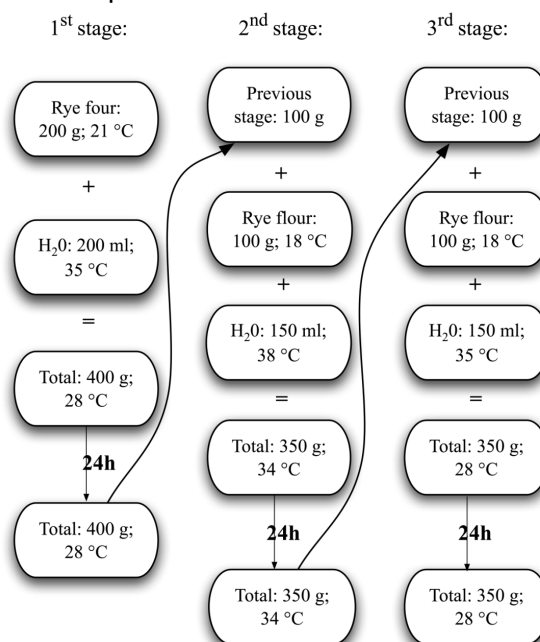 1st stage:
Rye four:
200 g; 21 °C
+
H20: 200 ml;
35 °C
=
Total: 400 g;
28 °C
24h
Total: 400 g;
28 °C
2nd stage:
Previous
stage: 100 g
+
Rye flour:
100 g; 18 °C
+
H20: 150 ml;
38 °C
=
Total: 350 g;
34 °C
24h
Total: 350 g;
34 °C
3rd stage:
Previous
stage: 100 g
+
Rye flour:
100 g; 18 °C
+
H20: 150 ml;
35 °C
=
Total: 350 g;
28 °C
24h
Total: 350 g;
28 °C